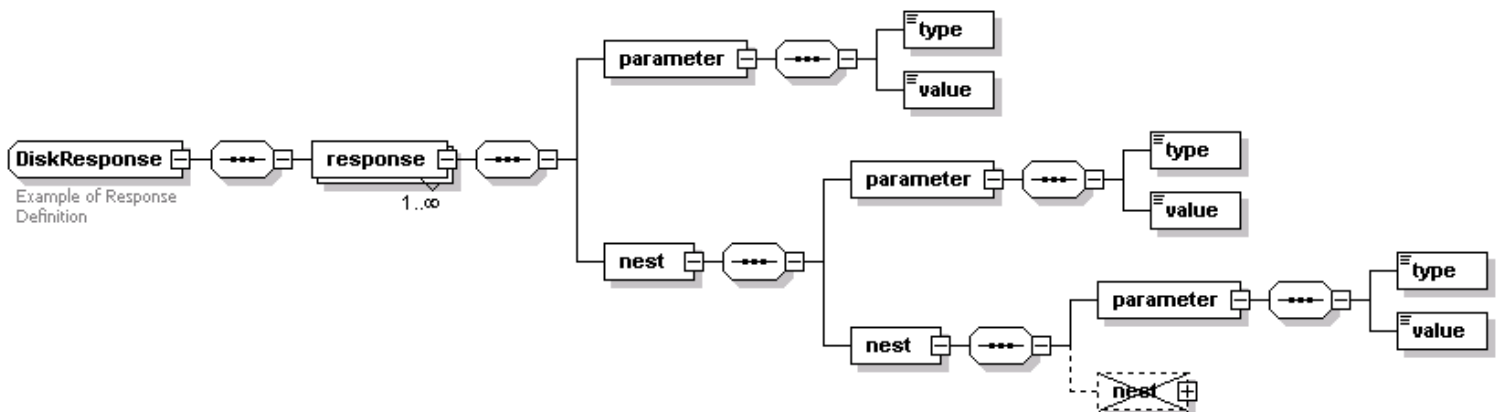 type
parameter
value
DiskResponse
response
Example of Response
Definition
1..∞
type
parameter
value
nest
type
parameter
value
nest
nest